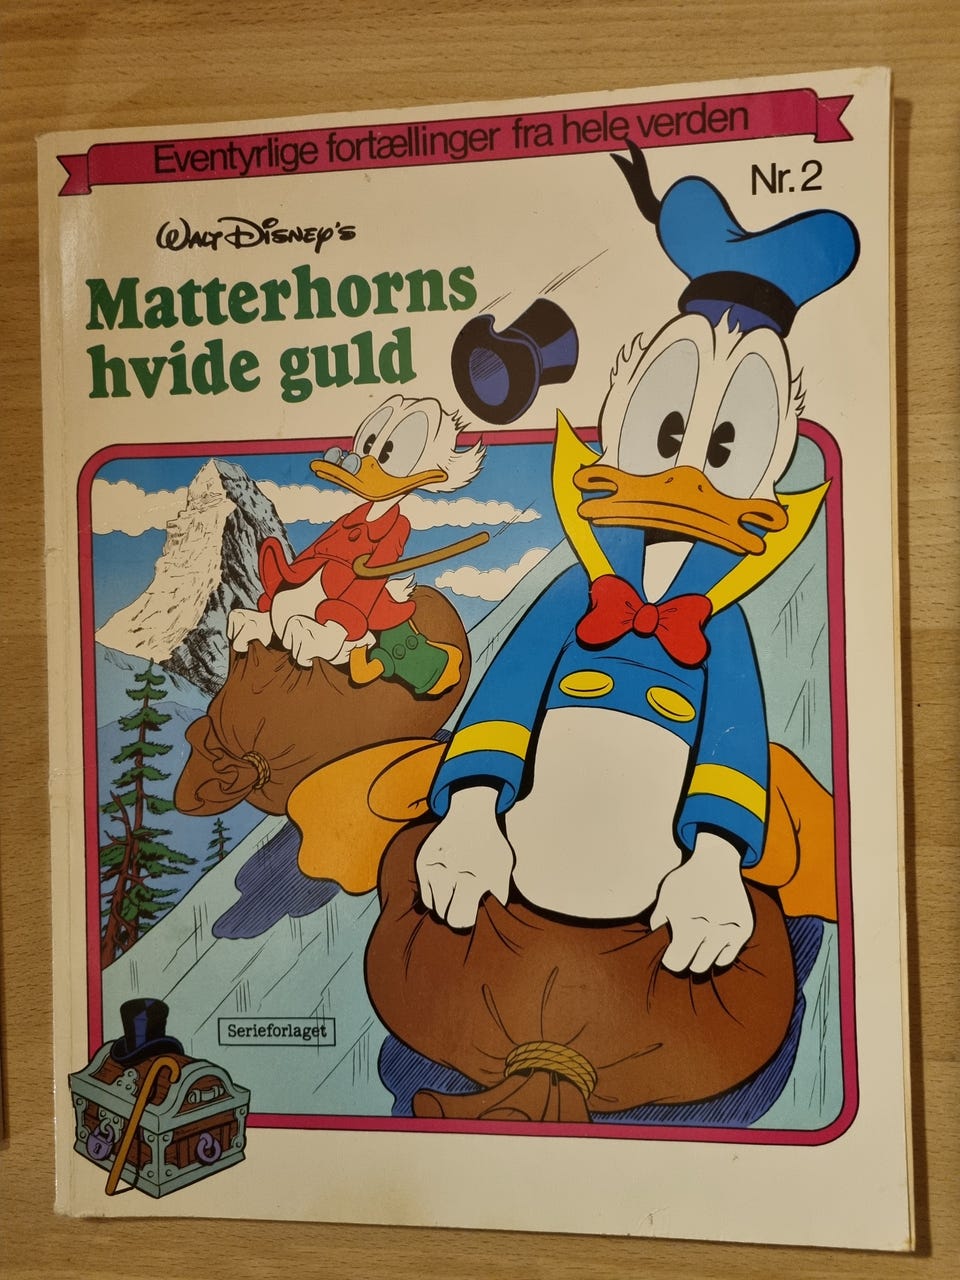 Eventyrlige fortællinger fra hele verden
Nr. 2
Walt Disney's
Matterhorns
hvide guld
Serieforlaget